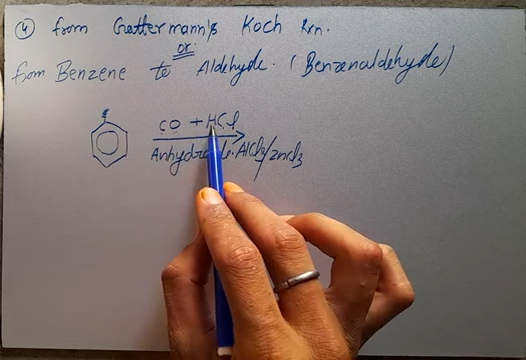 ④ from Gattermann's Koch Rxn.
or
from Benzene to Aldehyde. (Benzenaldehyde)
CO + HCl
AlCl3/ZnCl3